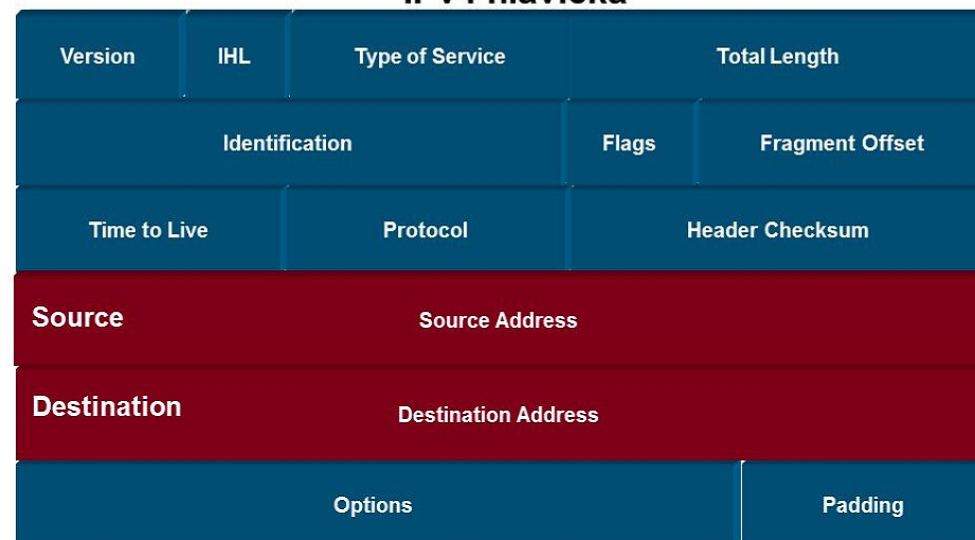 Version IHL Type of Service Total Length
Identification Flags Fragment Offset
Time to Live Protocol Header Checksum
Source Source Address
Destination Destination Address
Options Padding